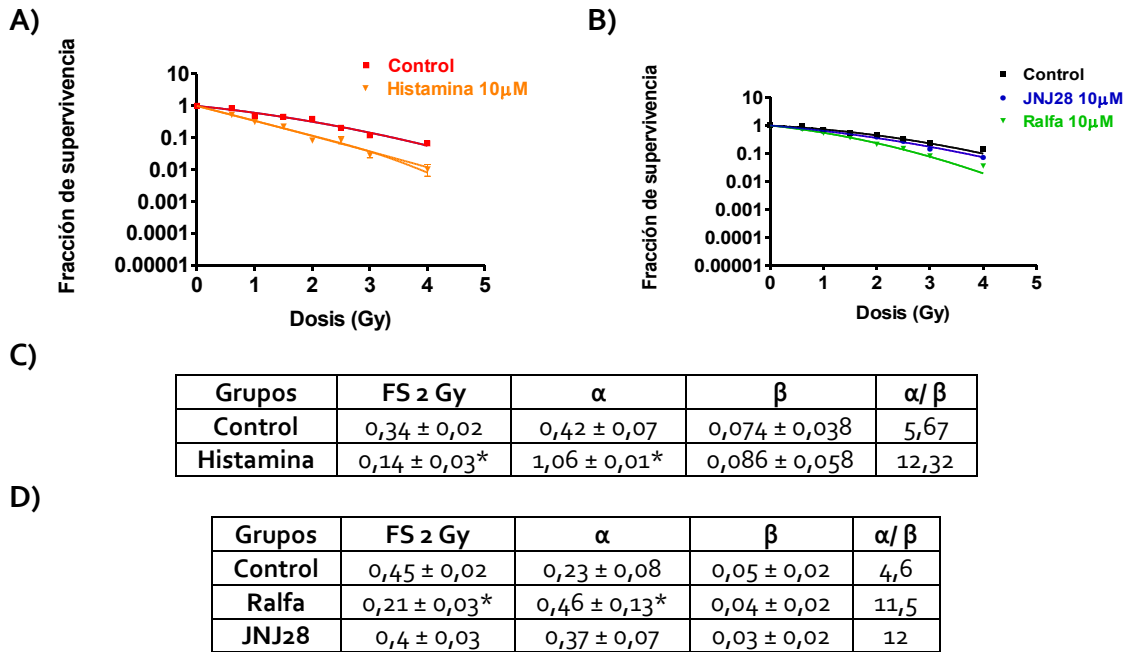 A)
Fracción de supervivencia
10
1
0.1
0.01
0.001
0.0001
0.00001
0 1 2 3 4 5
Dosis (Gy)
Control
Histamina 10μM
B)
Fracción de supervivencia
10
1
0.1
0.01
0.001
0.0001
0.00001
0 1 2 3 4 5
Dosis (Gy)
Control
JNJ28 10μM
Ralfa 10μM
C)
Grupos FS 2 Gy α β α/ β
Control 0,34 ± 0,02 0,42 ± 0,07 0,074 ± 0,038 5,67
Histamina 0,14 ± 0,03* 1,06 ± 0,01* 0,086 ± 0,058 12,32
D)
Grupos FS 2 Gy α β α/ β
Control 0,45 ± 0,02 0,23 ± 0,08 0,05 ± 0,02 4,6
Ralfa 0,21 ± 0,03* 0,46 ± 0,13* 0,04 ± 0,02 11,5
JNJ28 0,4 ± 0,03 0,37 ± 0,07 0,03 ± 0,02 12